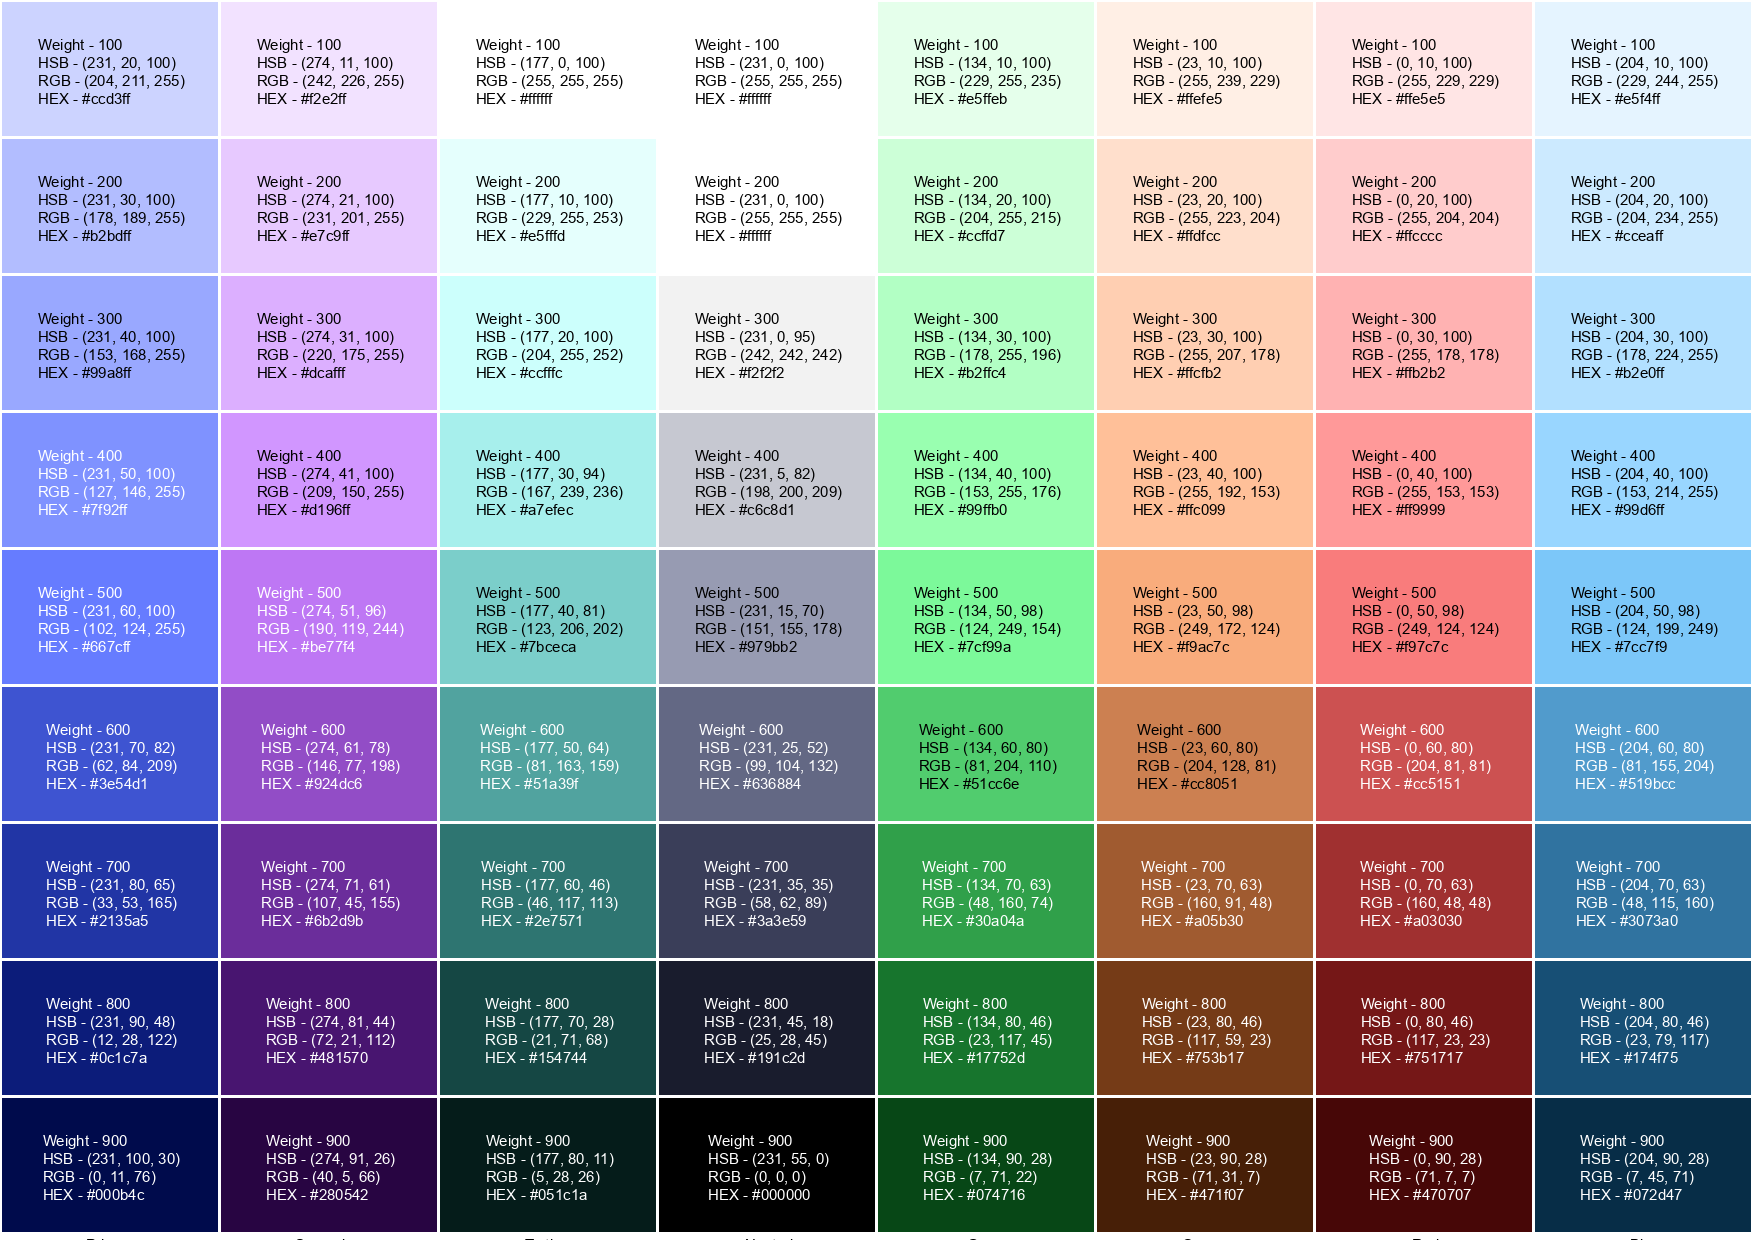 Weight - 100
HSB - (231, 20, 100)
RGB - (204, 211, 255)
HEX - #ccd3ff
Weight - 100
HSB - (274, 11, 100)
RGB - (242, 226, 255)
HEX - #f2e2ff
Weight - 100
HSB - (177, 0, 100)
RGB - (255, 255, 255)
HEX - #ffffff
Weight - 100
HSB - (231, 0, 100)
RGB - (255, 255, 255)
HEX - #ffffff
Weight - 100
HSB - (134, 10, 100)
RGB - (229, 255, 235)
HEX - #e5ffeb
Weight - 100
HSB - (23, 10, 100)
RGB - (255, 239, 229)
HEX - #ffefe5
Weight - 100
HSB - (0, 10, 100)
RGB - (255, 229, 229)
HEX - #ffe5e5
Weight - 100
HSB - (204, 10, 100)
RGB - (229, 244, 255)
HEX - #e5f4ff
Weight - 200
HSB - (231, 30, 100)
RGB - (178, 189, 255)
HEX - #b2bdff
Weight - 200
HSB - (274, 21, 100)
RGB - (231, 201, 255)
HEX - #e7c9ff
Weight - 200
HSB - (177, 10, 100)
RGB - (229, 255, 253)
HEX - #e5fffd
Weight - 200
HSB - (231, 0, 100)
RGB - (255, 255, 255)
HEX - #ffffff
Weight - 200
HSB - (134, 20, 100)
RGB - (204, 255, 215)
HEX - #ccffd7
Weight - 200
HSB - (23, 20, 100)
RGB - (255, 223, 204)
HEX - #ffdfcc
Weight - 200
HSB - (0, 20, 100)
RGB - (255, 204, 204)
HEX - #ffcccc
Weight - 200
HSB - (204, 20, 100)
RGB - (204, 234, 255)
HEX - #cceaff
Weight - 300
HSB - (231, 40, 100)
RGB - (153, 168, 255)
HEX - #99a8ff
Weight - 300
HSB - (274, 31, 100)
RGB - (220, 175, 255)
HEX - #dcafff
Weight - 300
HSB - (177, 20, 100)
RGB - (204, 255, 252)
HEX - #ccfffc
Weight - 300
HSB - (231, 0, 95)
RGB - (242, 242, 242)
HEX - #f2f2f2
Weight - 300
HSB - (134, 30, 100)
RGB - (178, 255, 196)
HEX - #b2ffc4
Weight - 300
HSB - (23, 30, 100)
RGB - (255, 207, 178)
HEX - #ffcfb2
Weight - 300
HSB - (0, 30, 100)
RGB - (255, 178, 178)
HEX - #ffb2b2
Weight - 300
HSB - (204, 30, 100)
RGB - (178, 224, 255)
HEX - #b2e0ff
Weight - 400
HSB - (231, 50, 100)
RGB - (127, 146, 255)
HEX - #7f92ff
Weight - 400
HSB - (274, 41, 100)
RGB - (209, 150, 255)
HEX - #d196ff
Weight - 400
HSB - (177, 30, 94)
RGB - (167, 239, 236)
HEX - #a7efec
Weight - 400
HSB - (231, 5, 82)
RGB - (198, 200, 209)
HEX - #c6c8d1
Weight - 400
HSB - (134, 40, 100)
RGB - (153, 255, 176)
HEX - #99ffb0
Weight - 400
HSB - (23, 40, 100)
RGB - (255, 192, 153)
HEX - #ffc099
Weight - 400
HSB - (0, 40, 100)
RGB - (255, 153, 153)
HEX - #ff9999
Weight - 400
HSB - (204, 40, 100)
RGB - (153, 214, 255)
HEX - #99d6ff
Weight - 500
HSB - (231, 60, 100)
RGB - (102, 124, 255)
HEX - #667cff
Weight - 500
HSB - (274, 51, 96)
RGB - (190, 119, 244)
HEX - #be77f4
Weight - 500
HSB - (177, 40, 81)
RGB - (123, 206, 202)
HEX - #7bceca
Weight - 500
HSB - (231, 15, 70)
RGB - (151, 155, 178)
HEX - #979bb2
Weight - 500
HSB - (134, 50, 98)
RGB - (124, 249, 154)
HEX - #7cf99a
Weight - 500
HSB - (23, 50, 98)
RGB - (249, 172, 124)
HEX - #f9ac7c
Weight - 500
HSB - (0, 50, 98)
RGB - (249, 124, 124)
HEX - #f97c7c
Weight - 500
HSB - (204, 50, 98)
RGB - (124, 199, 249)
HEX - #7cc7f9
Weight - 600
HSB - (231, 70, 82)
RGB - (62, 84, 209)
HEX - #3e54d1
Weight - 600
HSB - (274, 61, 78)
RGB - (146, 77, 198)
HEX - #924dc6
Weight - 600
HSB - (177, 50, 64)
RGB - (81, 163, 159)
HEX - #51a39f
Weight - 600
HSB - (231, 25, 52)
RGB - (99, 104, 132)
HEX - #636884
Weight - 600
HSB - (134, 60, 80)
RGB - (81, 204, 110)
HEX - #51cc6e
Weight - 600
HSB - (23, 60, 80)
RGB - (204, 128, 81)
HEX - #cc8051
Weight - 600
HSB - (0, 60, 80)
RGB - (204, 81, 81)
HEX - #cc5151
Weight - 600
HSB - (204, 60, 80)
RGB - (81, 155, 204)
HEX - #519bcc
Weight - 700
HSB - (231, 80, 65)
RGB - (33, 53, 165)
HEX - #2135a5
Weight - 700
HSB - (274, 71, 61)
RGB - (107, 45, 155)
HEX - #6b2d9b
Weight - 700
HSB - (177, 60, 46)
RGB - (46, 117, 113)
HEX - #2e7571
Weight - 700
HSB - (231, 35, 35)
RGB - (58, 62, 89)
HEX - #3a3e59
Weight - 700
HSB - (134, 70, 63)
RGB - (48, 160, 74)
HEX - #30a04a
Weight - 700
HSB - (23, 70, 63)
RGB - (160, 91, 48)
HEX - #a05b30
Weight - 700
HSB - (0, 70, 63)
RGB - (160, 48, 48)
HEX - #a03030
Weight - 700
HSB - (204, 70, 63)
RGB - (48, 115, 160)
HEX - #3073a0
Weight - 800
HSB - (231, 90, 48)
RGB - (12, 28, 122)
HEX - #0c1c7a
Weight - 800
HSB - (274, 81, 44)
RGB - (72, 21, 112)
HEX - #481570
Weight - 800
HSB - (177, 70, 28)
RGB - (21, 71, 68)
HEX - #154744
Weight - 800
HSB - (231, 45, 18)
RGB - (25, 28, 45)
HEX - #191c2d
Weight - 800
HSB - (134, 80, 46)
RGB - (23, 117, 45)
HEX - #17752d
Weight - 800
HSB - (23, 80, 46)
RGB - (117, 59, 23)
HEX - #753b17
Weight - 800
HSB - (0, 80, 46)
RGB - (117, 23, 23)
HEX - #751717
Weight - 800
HSB - (204, 80, 46)
RGB - (23, 79, 117)
HEX - #174f75
Weight - 900
HSB - (231, 100, 30)
RGB - (0, 11, 76)
HEX - #000b4c
Weight - 900
HSB - (274, 91, 26)
RGB - (40, 5, 66)
HEX - #280542
Weight - 900
HSB - (177, 80, 11)
RGB - (5, 28, 26)
HEX - #051c1a
Weight - 900
HSB - (231, 55, 0)
RGB - (0, 0, 0)
HEX - #000000
Weight - 900
HSB - (134, 90, 28)
RGB - (7, 71, 22)
HEX - #074716
Weight - 900
HSB - (23, 90, 28)
RGB - (71, 31, 7)
HEX - #471f07
Weight - 900
HSB - (0, 90, 28)
RGB - (71, 7, 7)
HEX - #470707
Weight - 900
HSB - (204, 90, 28)
RGB - (7, 45, 71)
HEX - #072d47